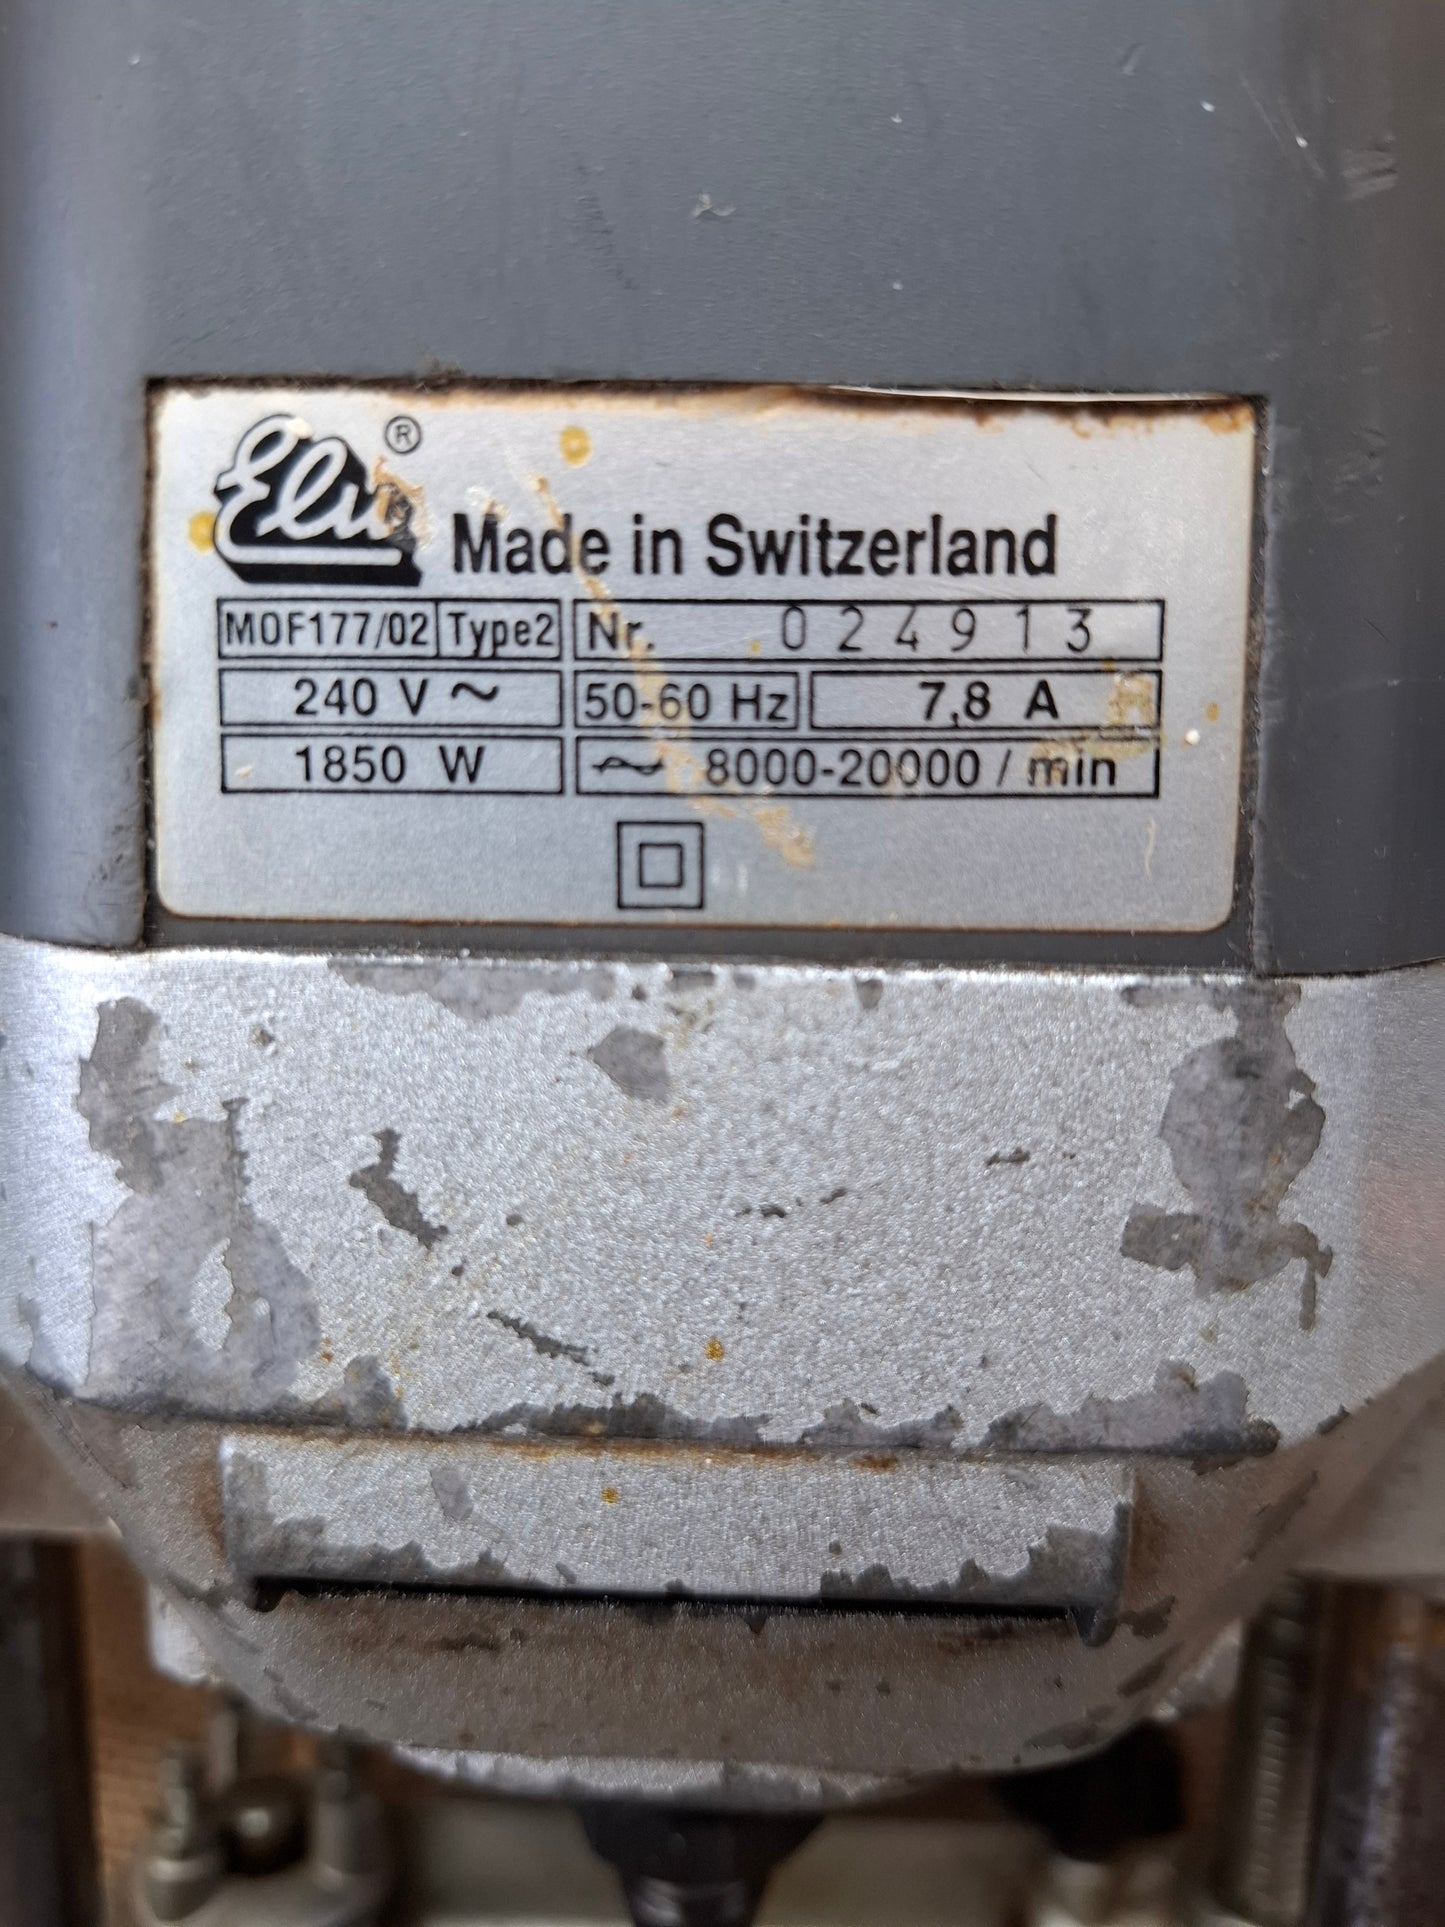 Elu ®
Made in Switzerland
MOF177/02 Type2 Nr. 024913
240 V ~ 50-60 Hz 7,8 A
1850 W ~ 8000-20000 / min